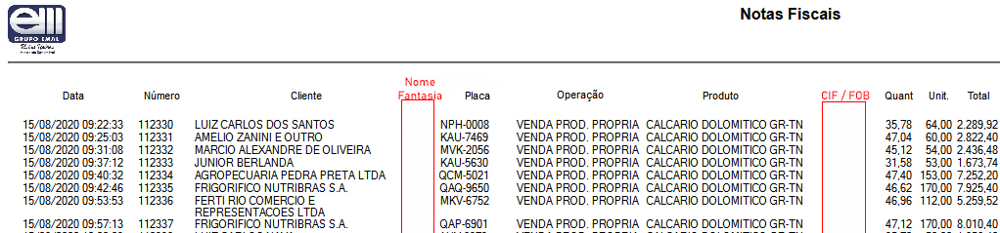 Notas Fiscais
GRUPO EMAL
Nome
Fantasia
Data Número Cliente Placa Operação Produto CIF / FOB Quant Unit. Total
15/08/2020 09:22:33 112330 LUIZ CARLOS DOS SANTOS NPH-0008 VENDA PROD. PROPRIA CALCARIO DOLOMITICO GR-TN 35,78 64,00 2.289,92
15/08/2020 09:25:03 112331 AMELIO ZANINI E OUTRO KAU-7469 VENDA PROD. PROPRIA CALCARIO DOLOMITICO GR-TN 47,04 60,00 2.822,40
15/08/2020 09:31:08 112332 MARCIO ALEXANDRE DE OLIVEIRA MVK-2056 VENDA PROD. PROPRIA CALCARIO DOLOMITICO GR-TN 45,12 54,00 2.436,48
15/08/2020 09:37:12 112333 JUNIOR BERLANDA KAU-5630 VENDA PROD. PROPRIA CALCARIO DOLOMITICO GR-TN 31,58 53,00 1.673,74
15/08/2020 09:40:32 112334 AGROPECUARIA PEDRA PRETA LTDA QCM-5021 VENDA PROD. PROPRIA CALCARIO DOLOMITICO GR-TN 47,40 153,00 7.252,20
15/08/2020 09:42:46 112335 FRIGORIFICO NUTRIBRAS S.A. QAQ-9650 VENDA PROD. PROPRIA CALCARIO DOLOMITICO GR-TN 46,62 170,00 7.925,40
15/08/2020 09:53:53 112336 FERTI RIO COMERCIO E MKV-6752 VENDA PROD. PROPRIA CALCARIO DOLOMITICO GR-TN 46,96 112,00 5.259,52
REPRESENTACOES LTDA
15/08/2020 09:57:13 112337 FRIGORIFICO NUTRIBRAS S.A. QAP-6901 VENDA PROD. PROPRIA CALCARIO DOLOMITICO GR-TN 47,12 170,00 8.010,40